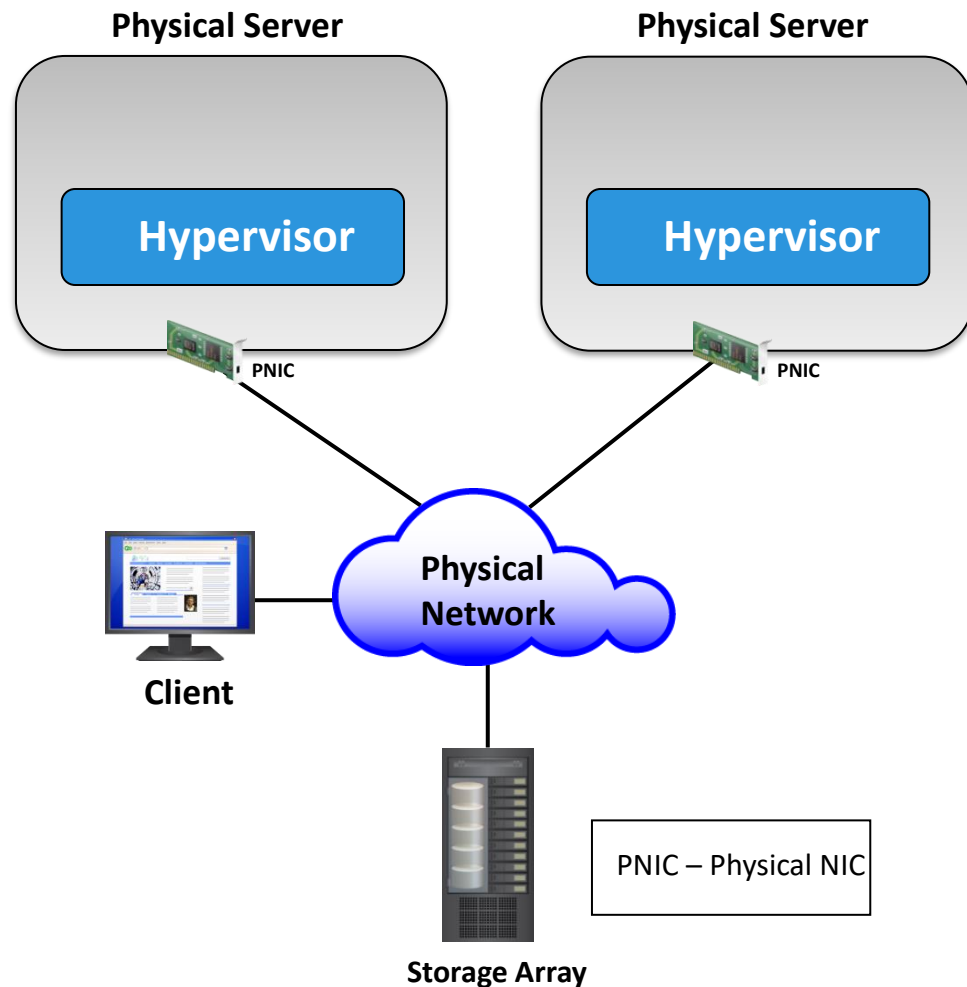 Physical Server
Physical Server
Hypervisor
Hypervisor
PNIC
PNIC
Physical
Network
Client
PNIC – Physical NIC
Storage Array